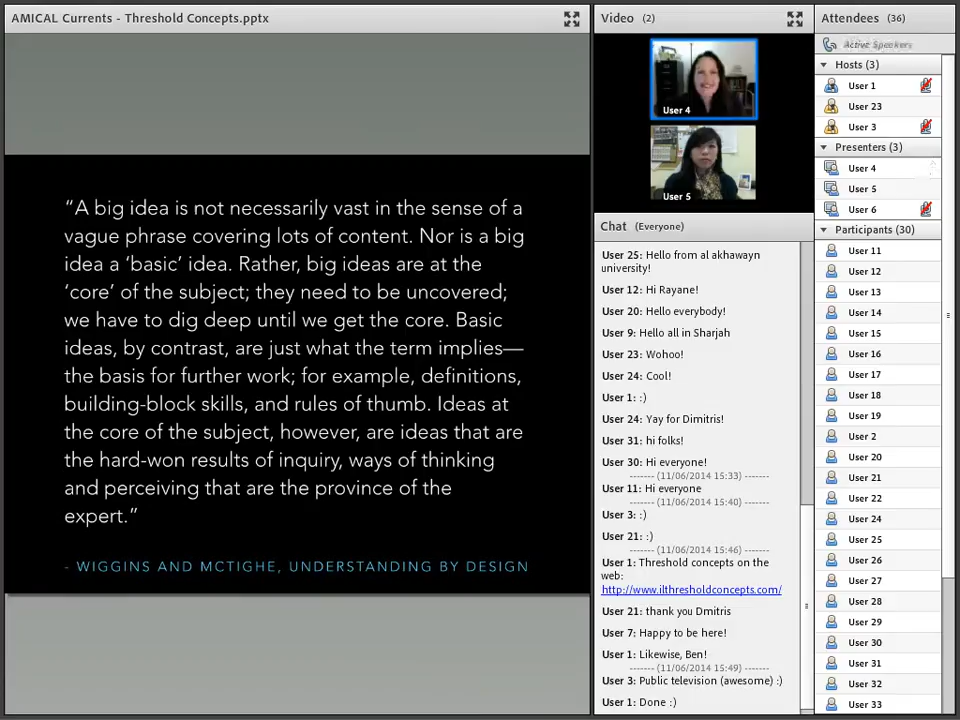 AMICAL Currents - Threshold Concepts.pptx
“A big idea is not necessarily vast in the sense of a
vague phrase covering lots of content. Nor is a big
idea a ‘basic’ idea. Rather, big ideas are at the
‘core’ of the subject; they need to be uncovered;
we have to dig deep until we get the core. Basic
ideas, by contrast, are just what the term implies—
the basis for further work; for example, definitions,
building-block skills, and rules of thumb. Ideas at
the core of the subject, however, are ideas that are
the hard-won results of inquiry, ways of thinking
and perceiving that are the province of the
expert.”
- WIGGINS AND MCTIGHE, UNDERSTANDING BY DESIGN
Video (2)
User 4
User 5
Chat (Everyone)
User 25: Hello from al akhawayn
university!
User 12: Hi Rayane!
User 20: Hello everybody!
User 9: Hello all in Sharjah
User 23: Wohoo!
User 24: Cool!
User 1: :)
User 24: Yay for Dimitris!
User 31: hi folks!
User 30: Hi everyone!
------- (11/06/2014 15:33) -------
User 11: Hi everyone
------- (11/06/2014 15:40) -------
User 3: :)
User 21: :)
------- (11/06/2014 15:46) -------
User 1: Threshold concepts on the
web:
http://www.ilthresholdconcepts.com/
User 21: thank you Dmitris
User 7: Happy to be here!
User 1: Likewise, Ben!
------- (11/06/2014 15:49) -------
User 3: Public television (awesome) :)
User 1: Done :)
Attendees (36)
Active Speakers
Hosts (3)
User 1
User 23
User 3
Presenters (3)
User 4
User 5
User 6
Participants (30)
User 11
User 12
User 13
User 14
User 15
User 16
User 17
User 18
User 19
User 2
User 20
User 21
User 22
User 24
User 25
User 26
User 27
User 28
User 29
User 30
User 31
User 32
User 33